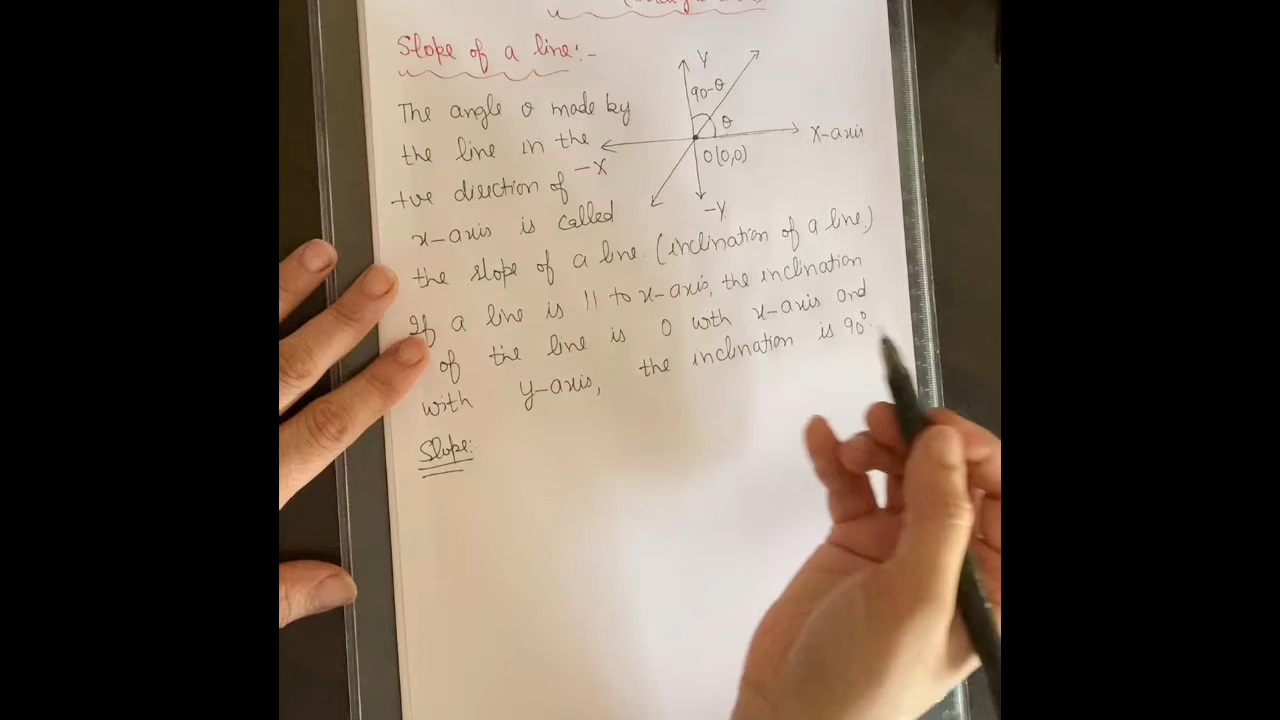 Slope of a line:-
The angle θ made by
the line in the
+ve direction of
x-axis is called
the slope of a line. (inclination of a line.)
If a line is || to x-axis, the inclination
of the line is 0 with x-axis and
with y-axis, the inclination is 90°.
Slope:
Y
90-θ
θ
X-axis
O(0,0)
-X
-Y